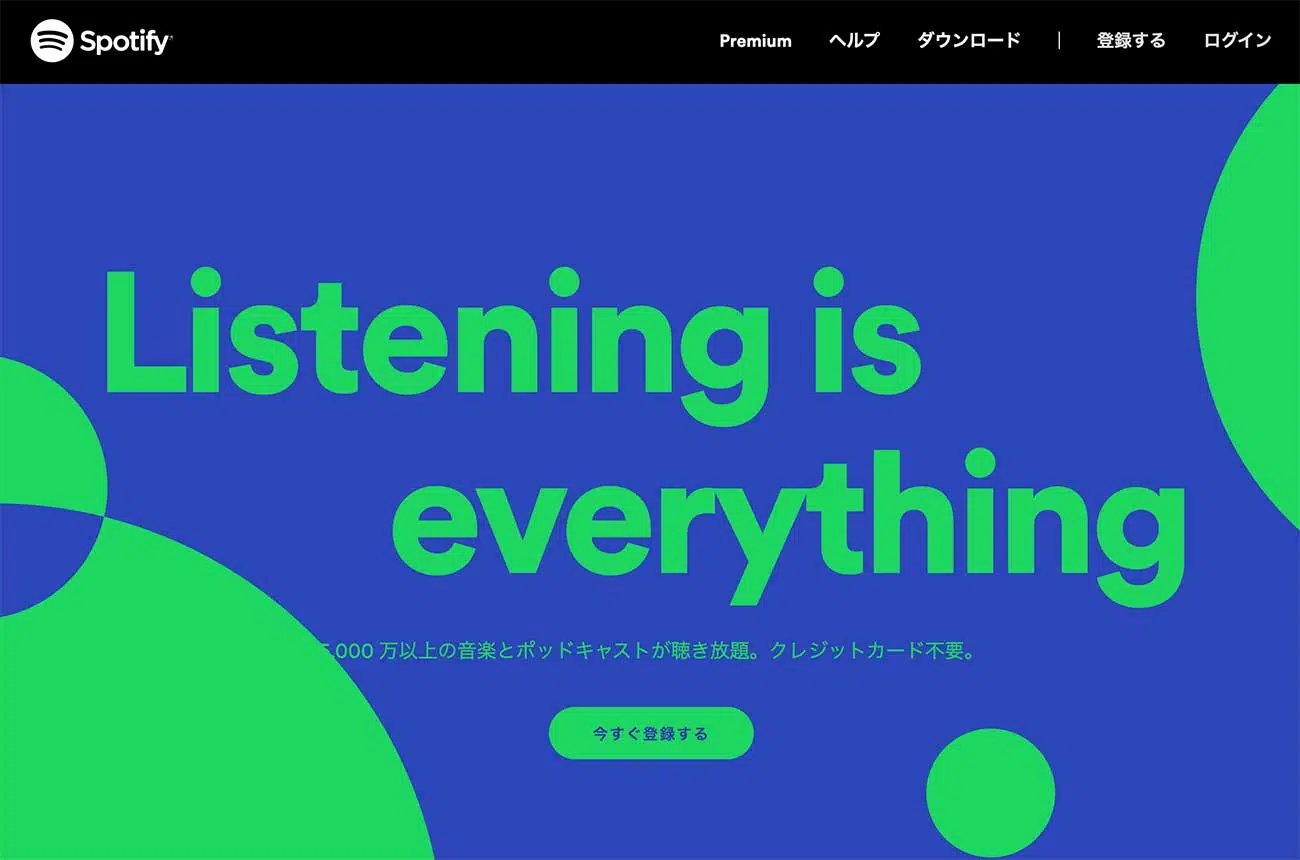 Spotify®
Premium ヘルプ ダウンロード | 登録する ログイン
Listening is
everything
5,000 万以上の音楽とポッドキャストが聴き放題。クレジットカード不要。
今すぐ登録する